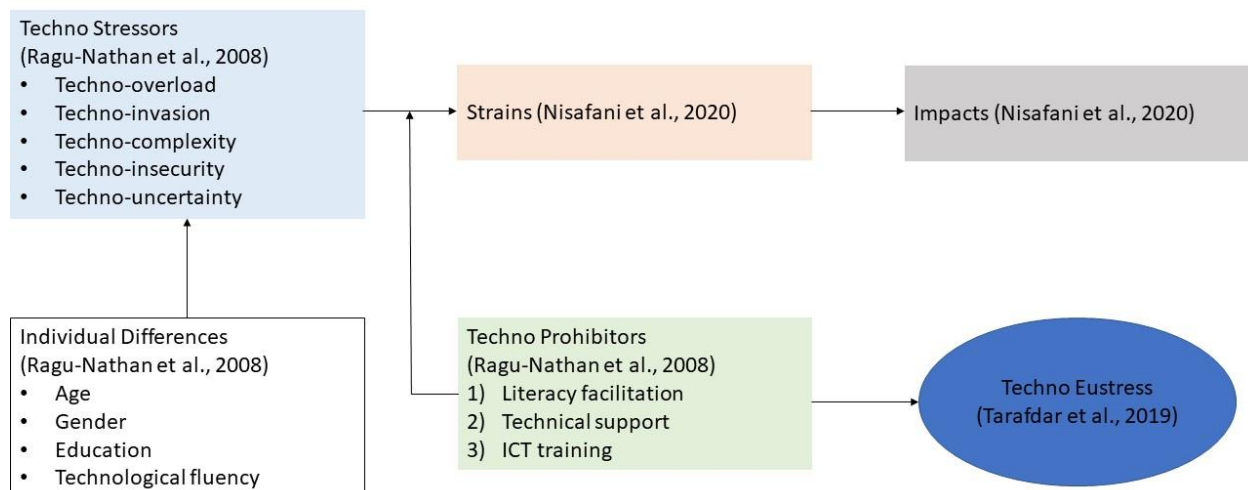 Techno Stressors
(Ragu-Nathan et al., 2008)
• Techno-overload
• Techno-invasion
• Techno-complexity
• Techno-insecurity
• Techno-uncertainty
Strains (Nisafani et al., 2020)
Impacts (Nisafani et al., 2020)
Individual Differences
(Ragu-Nathan et al., 2008)
• Age
• Gender
• Education
• Technological fluency
Techno Prohibitors
(Ragu-Nathan et al., 2008)
1) Literacy facilitation
2) Technical support
3) ICT training
Techno Eustress
(Tarafdar et al., 2019)